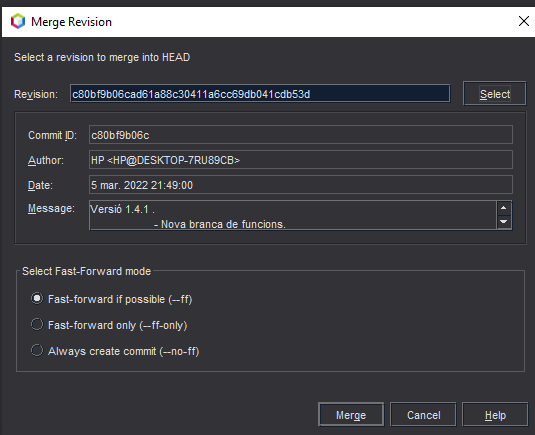 Merge Revision
Select a revision to merge into HEAD
Revision: c80bf9b06cad61a88c30411a6cc69db041cdb53d Select
Commit ID: c80bf9b06c
Author: HP <HP@DESKTOP-7RU89CB>
Date: 5 mar. 2022 21:49:00
Message: Versió 1.4.1 .
- Nova branca de funcions.
Select Fast-Forward mode
Fast-forward if possible (--ff)
Fast-forward only (--ff-only)
Always create commit (--no-ff)
Merge Cancel Help